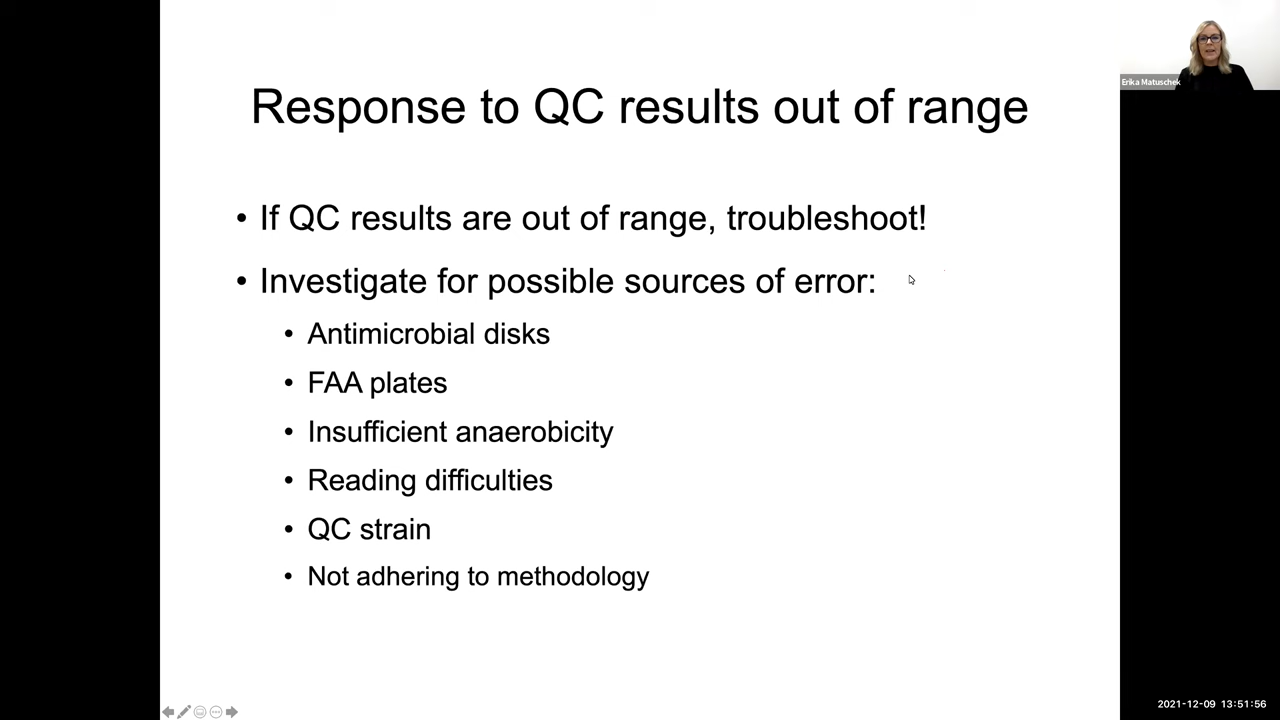 Erika Matuschek
Response to QC results out of range
• If QC results are out of range, troubleshoot!
• Investigate for possible sources of error:
• Antimicrobial disks
• FAA plates
• Insufficient anaerobicity
• Reading difficulties
• QC strain
• Not adhering to methodology
2021-12-09 13:51:56